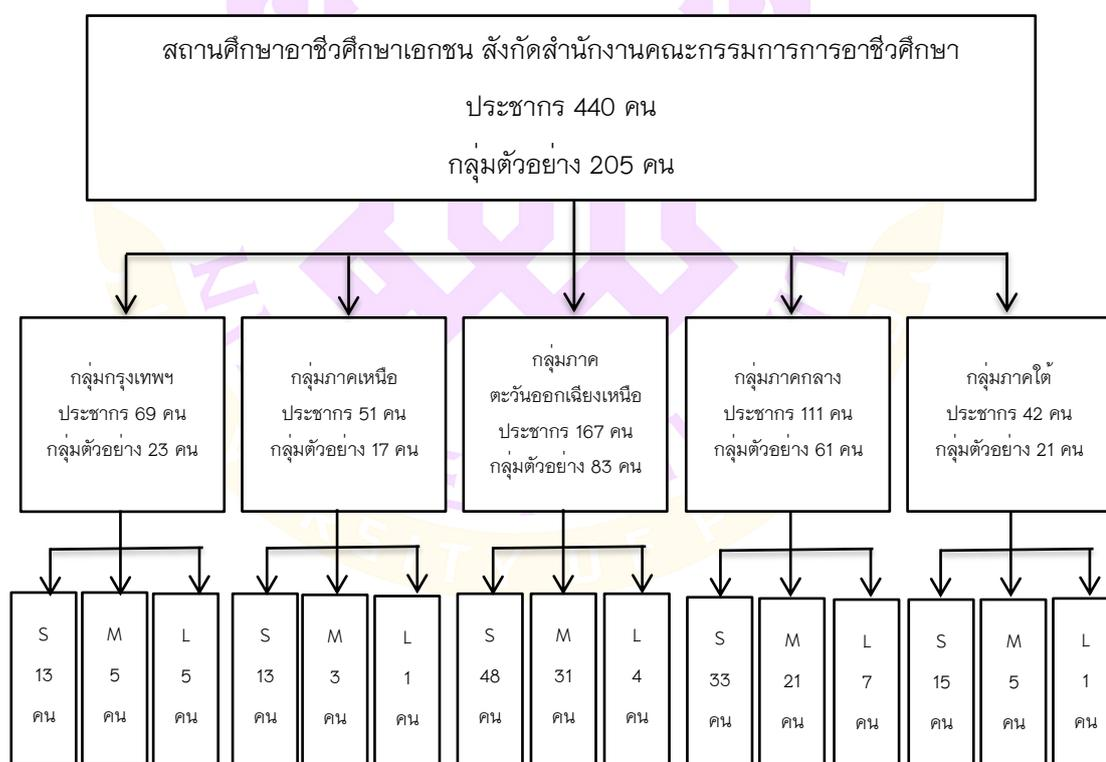 สถานศึกษาอาชีวศึกษาเอกชน สังกัดสำนักงานคณะกรรมการการอาชีวศึกษา
ประชากร 440 คน
กลุ่มตัวอย่าง 205 คน
กลุ่มกรุงเทพฯ
ประชากร 69 คน
กลุ่มตัวอย่าง 23 คน
กลุ่มภาคเหนือ
ประชากร 51 คน
กลุ่มตัวอย่าง 17 คน
กลุ่มภาค
ตะวันออกเฉียงเหนือ
ประชากร 167 คน
กลุ่มตัวอย่าง 83 คน
กลุ่มภาคกลาง
ประชากร 111 คน
กลุ่มตัวอย่าง 61 คน
กลุ่มภาคใต้
ประชากร 42 คน
กลุ่มตัวอย่าง 21 คน
S
13
คน
M
5
คน
L
5
คน
S
13
คน
M
3
คน
L
1
คน
S
48
คน
M
31
คน
L
4
คน
S
33
คน
M
21
คน
L
7
คน
S
15
คน
M
5
คน
L
1
คน